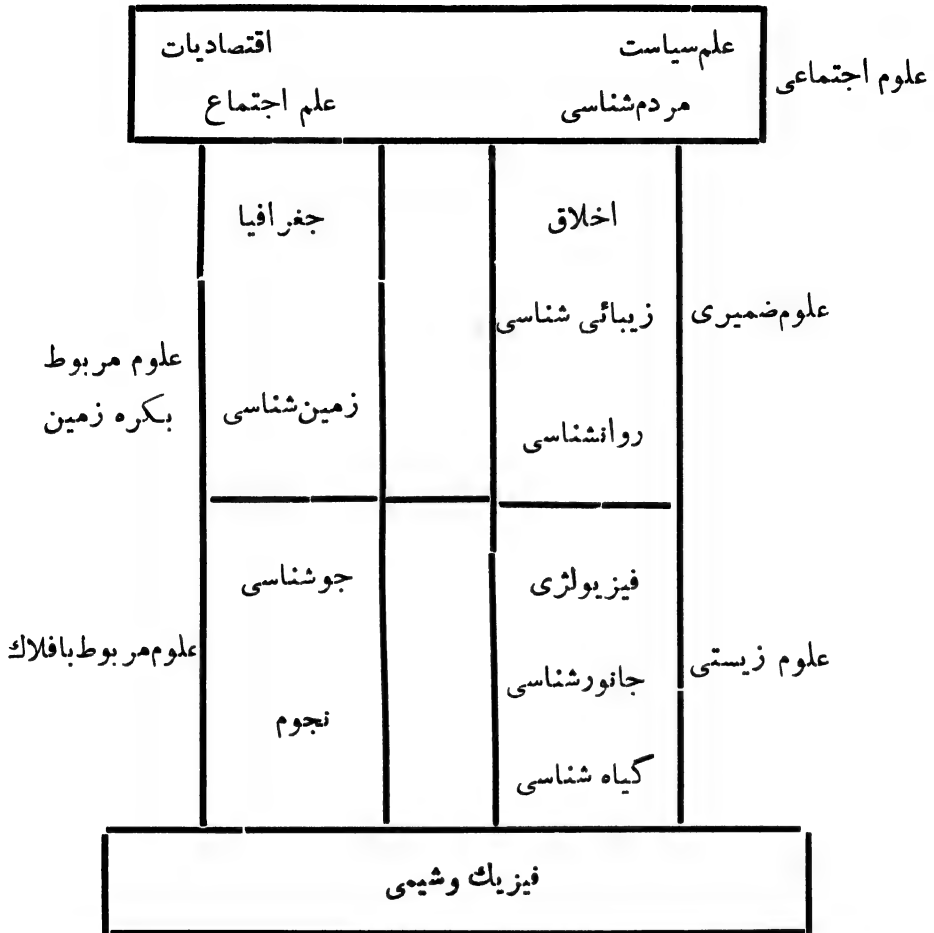 علوم اجتماعی
علم سیاست
اقتصادیات
مردم‌شناسی
علم اجتماع
علوم ضمیری
اخلاق
زیبائی شناسی
روانشناسی
علوم زیستی
فیزیولژی
جانورشناسی
گیاه شناسی
جغرافیا
زمین‌شناسی
علوم مربوط
بکره زمین
جوشناسی
نجوم
علوم مربوط بافلاك
فیزیك و شیمی